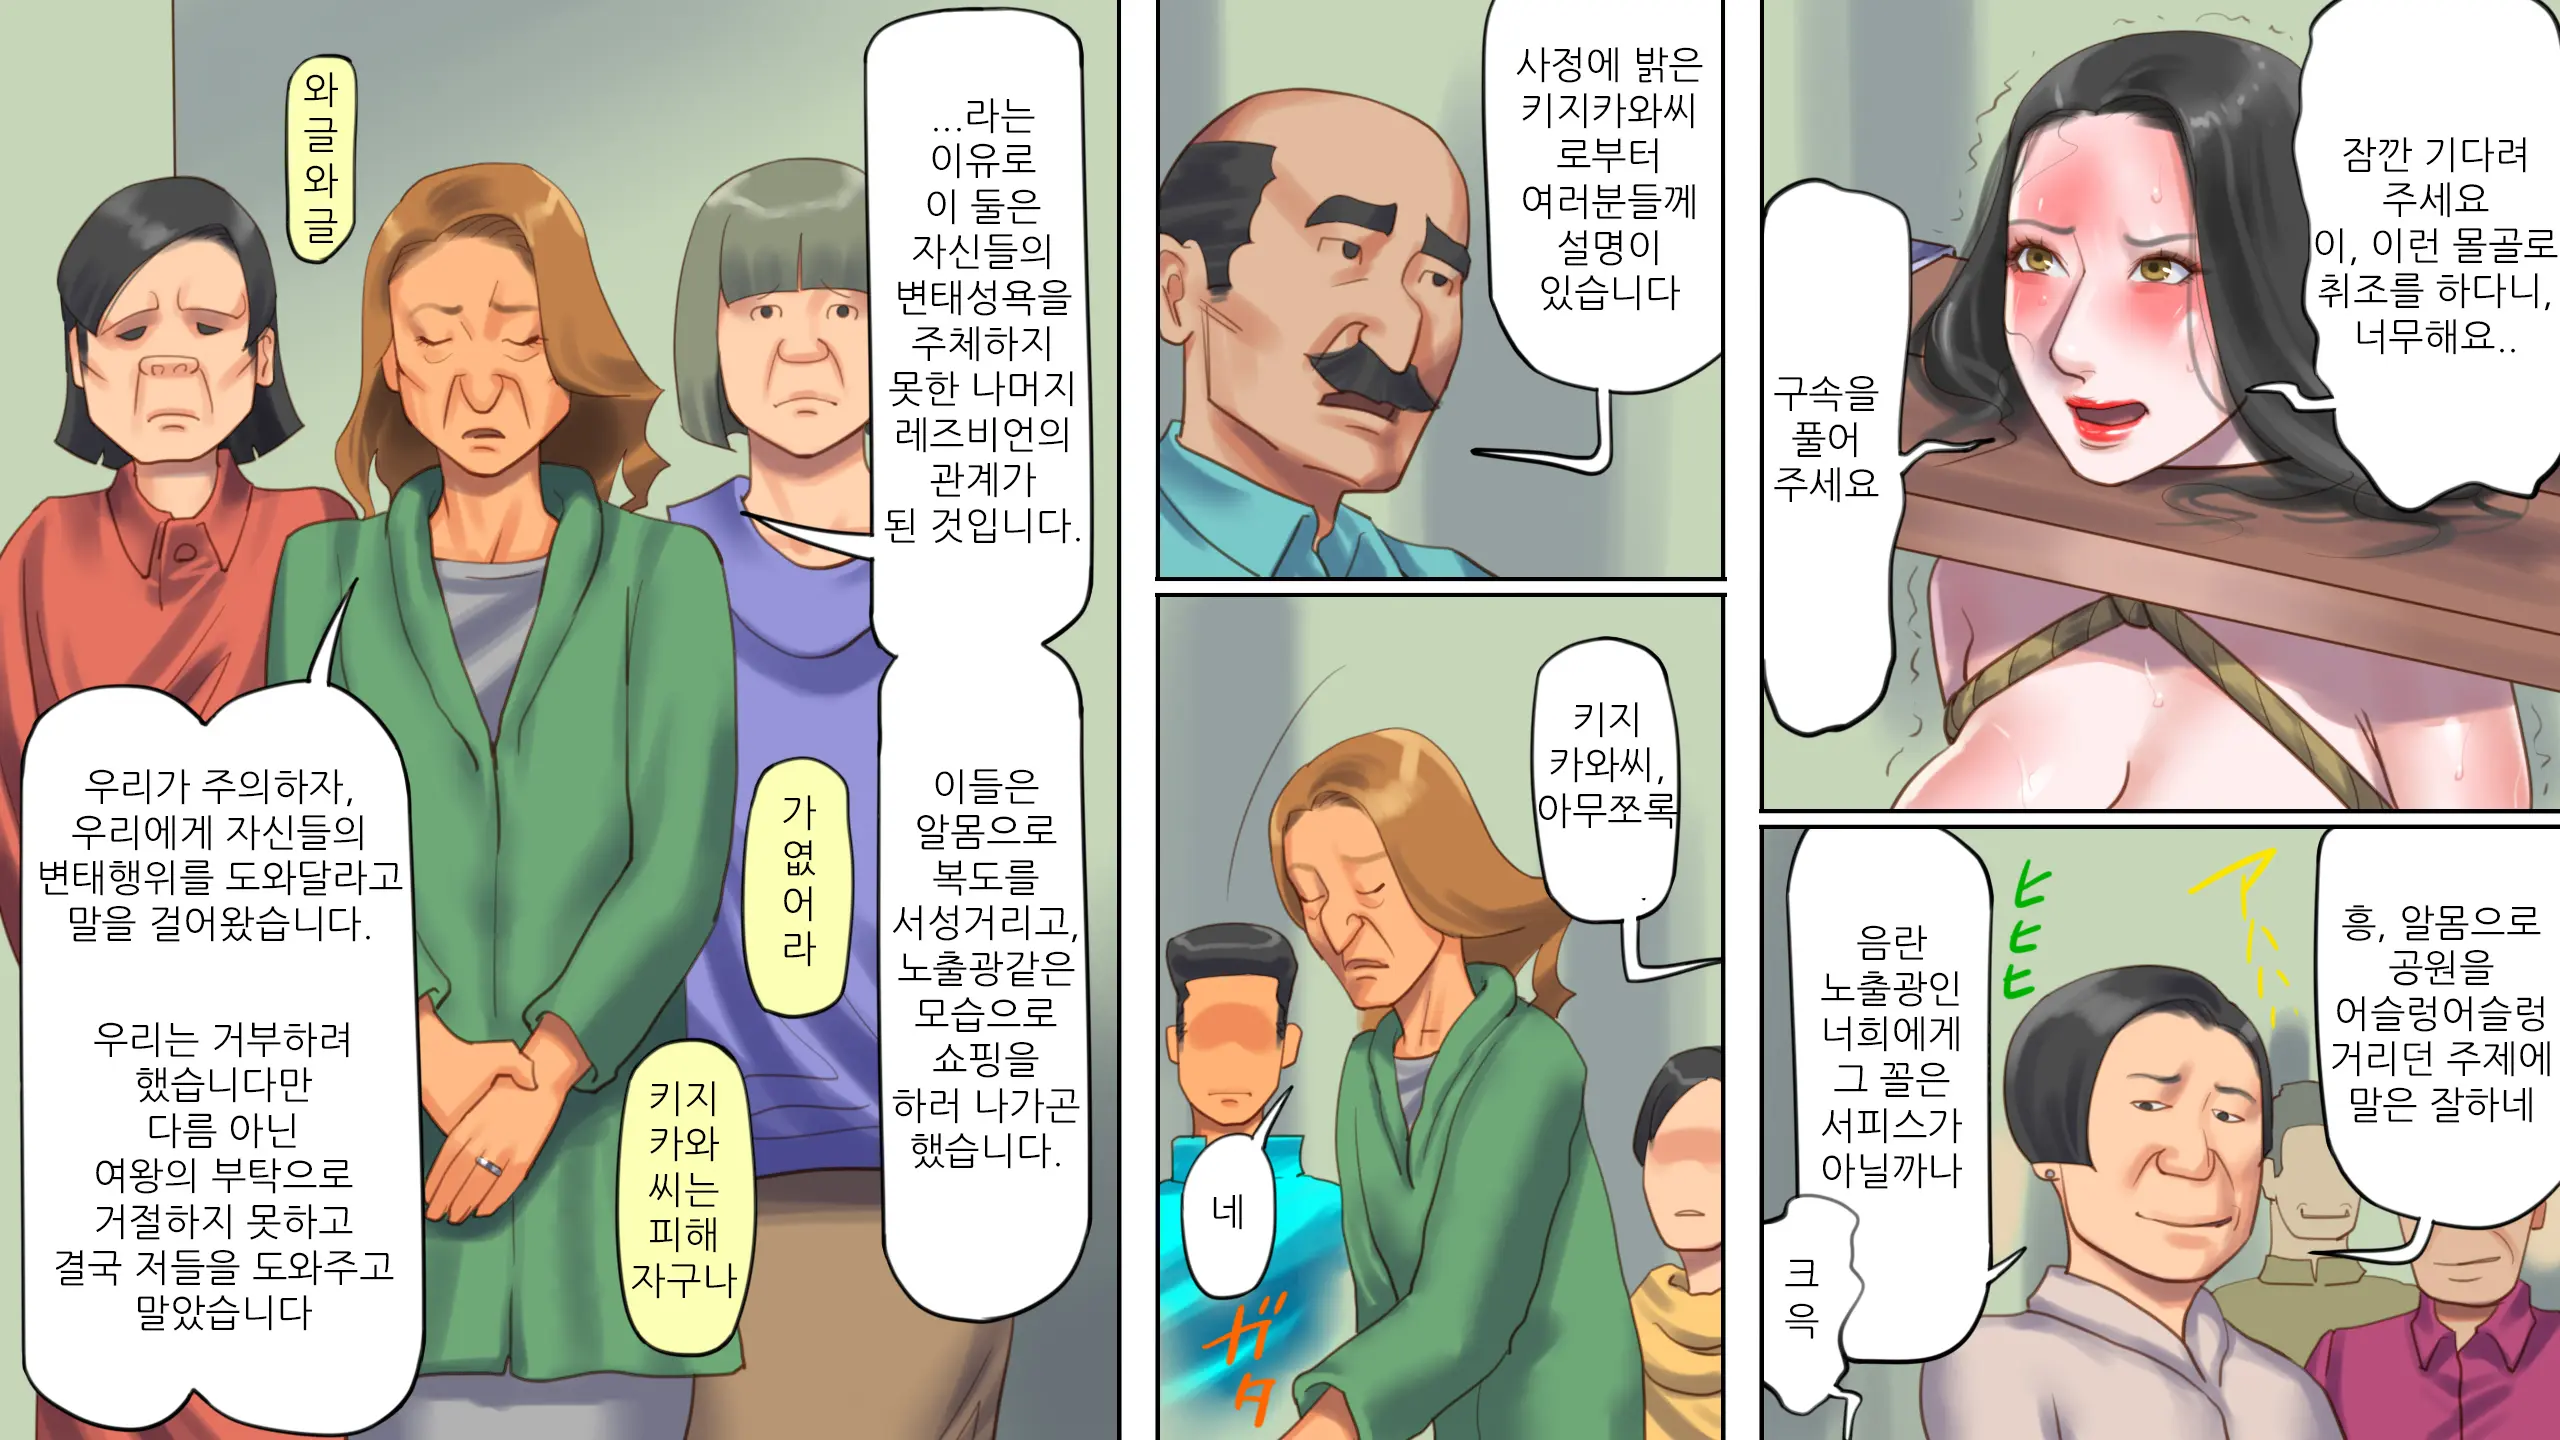 잠깐 기다려
주세요
이, 이런 몰골로
취조를 하다니,
너무해요..
구속을
풀어
주세요
흥, 알몸으로
공원을
어슬렁어슬렁
거리던 주제에
말은 잘하네
アハハ
ヒヒヒ
음란
노출광인
너희에게
그 꼴은
서피스가
아닐까나
크
윽
사정에 밝은
키지카와씨
로부터
여러분들께
설명이
있습니다
키지
카와씨,
아무쪼록
.
네
ガタ
...라는
이유로
이 둘은
자신들의
변태성욕을
주체하지
못한 나머지
레즈비언의
관계가
된 것입니다.
이들은
알몸으로
복도를
서성거리고,
노출광같은
모습으로
쇼핑을
하러 나가곤
했습니다.
와
글
와
글
우리가 주의하자,
우리에게 자신들의
변태행위를 도와달라고
말을 걸어왔습니다.
우리는 거부하려
했습니다만
다름 아닌
여왕의 부탁으로
거절하지 못하고
결국 저들을 도와주고
말았습니다
가
엾
어
라
키지
카와
씨는
피해
자구나